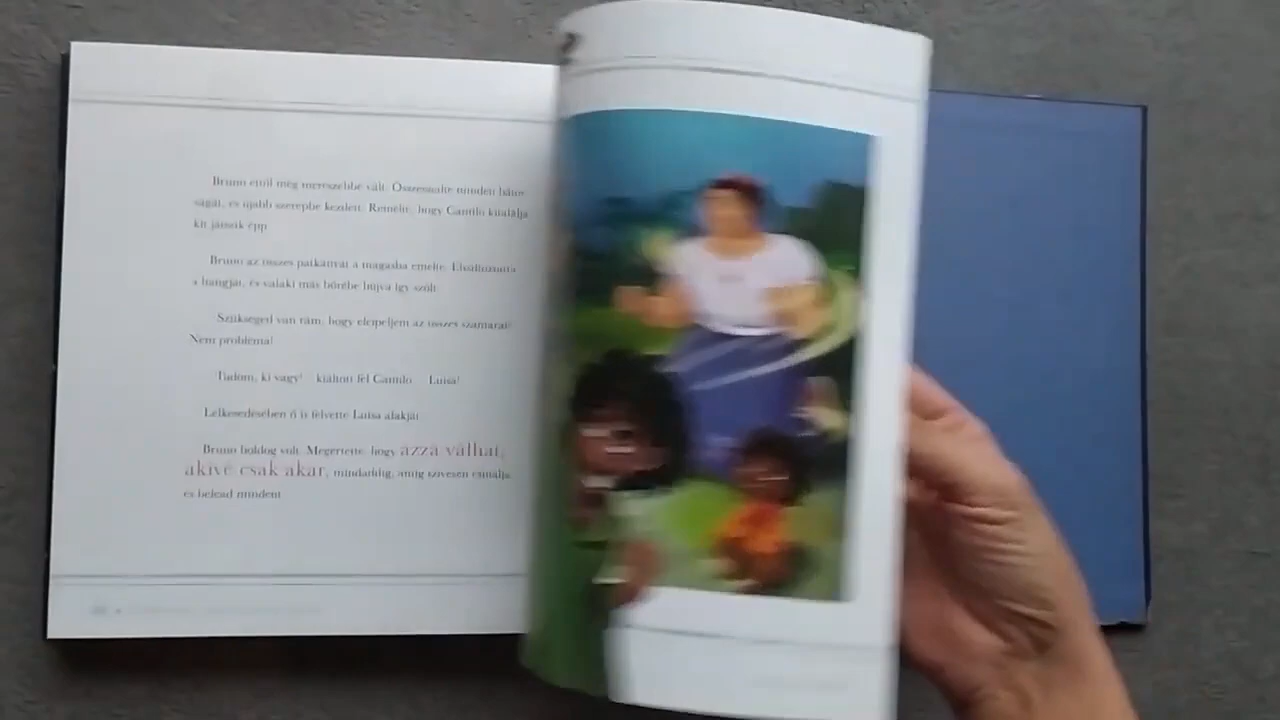 Bruno ettől még merészebbé vált. Összeszedte minden bátor-
ságát, és újabb szerepbe kezdett. Remélte, hogy Camilo kitalálja,
kit játszik épp.
Bruno az összes patkányát a magasba emelte. Elváltoztatta
a hangját, és valaki más bőrébe bújva így szólt:
Szükséged van rám, hogy elcipeljem az összes szamarat?
Nem probléma!
Tudom, ki vagy! kiáltott fel Camilo. Luisa!
Lelkesedésében ő is felvette Luisa alakját.
Bruno boldog volt. Megértette, hogy azzá válhat,
akivé csak akar, mindaddig, amíg szívesen csinálja,
és belead mindent.